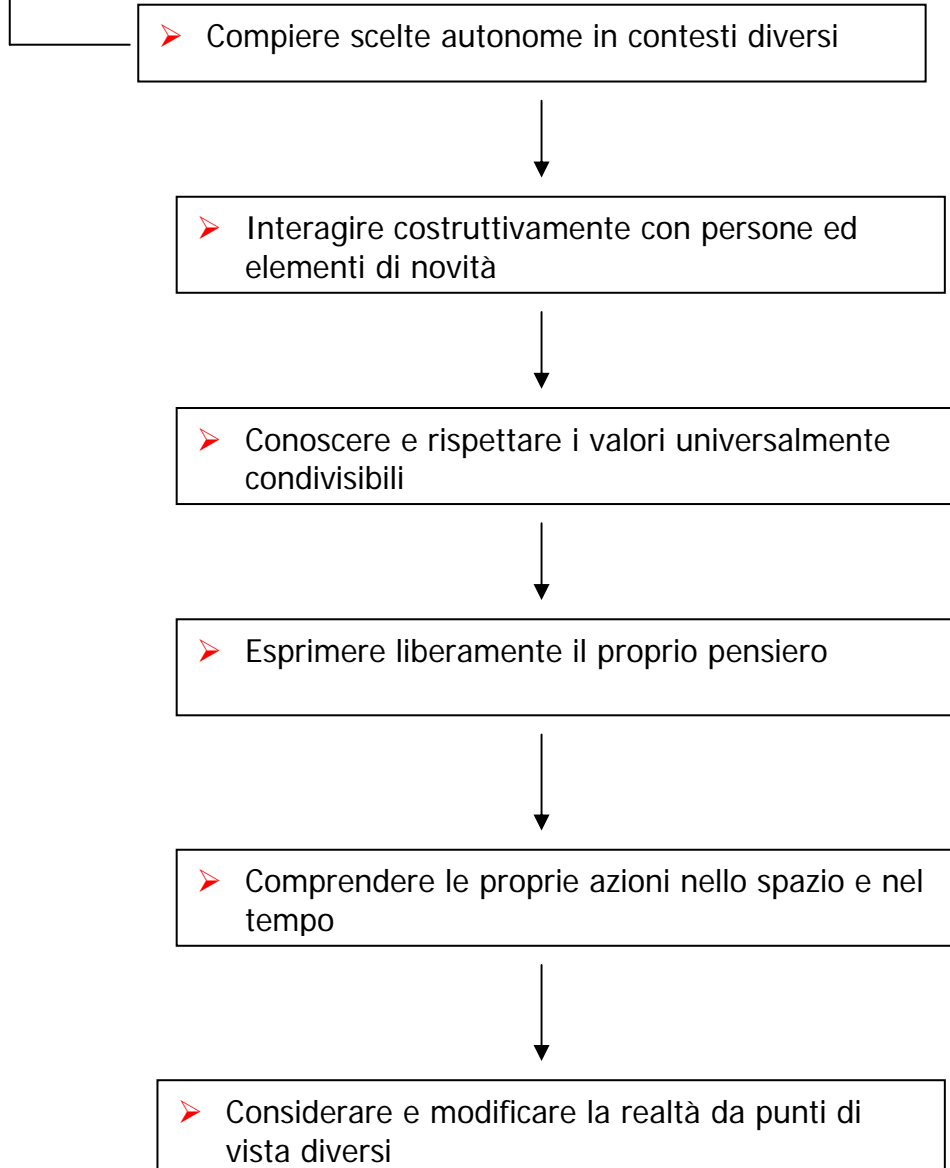 ➢ Compiere scelte autonome in contesti diversi
➢ Interagire costruttivamente con persone ed
elementi di novità
➢ Conoscere e rispettare i valori universalmente
condivisibili
➢ Esprimere liberamente il proprio pensiero
➢ Comprendere le proprie azioni nello spazio e nel
tempo
➢ Considerare e modificare la realtà da punti di
vista diversi